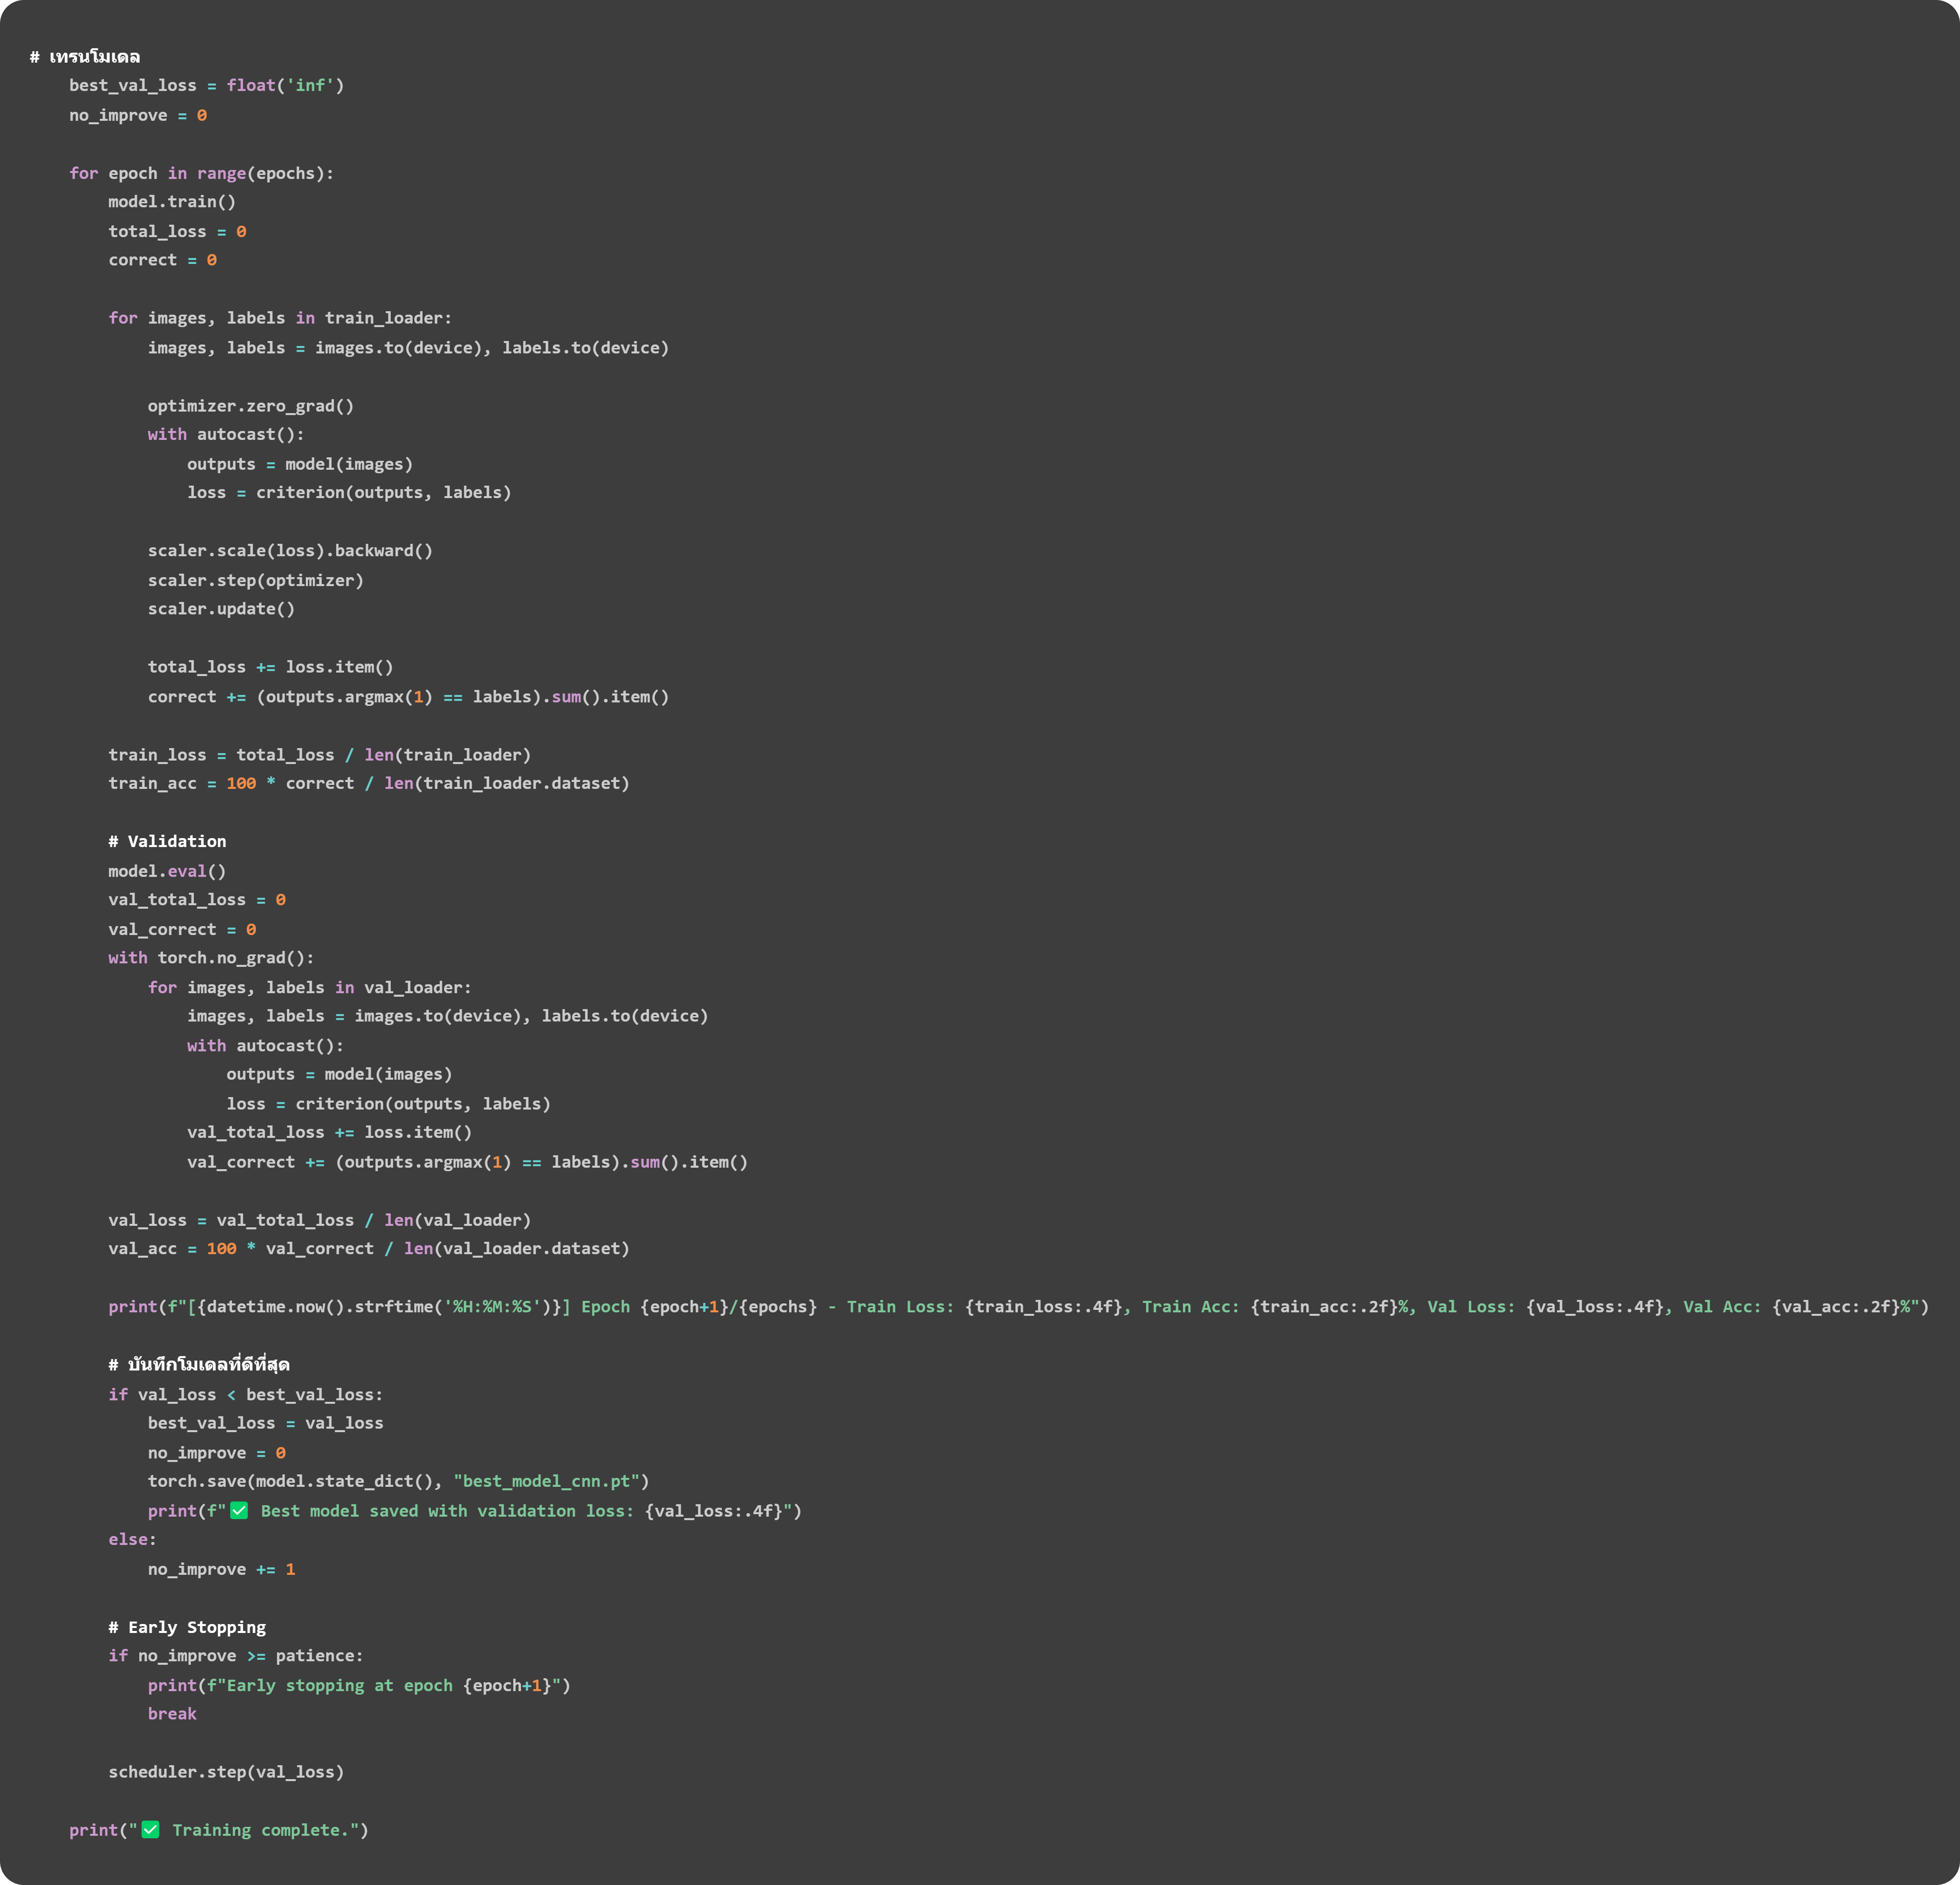 # เทรนโมเดล
    best_val_loss = float('inf')
    no_improve = 0

    for epoch in range(epochs):
        model.train()
        total_loss = 0
        correct = 0

        for images, labels in train_loader:
            images, labels = images.to(device), labels.to(device)

            optimizer.zero_grad()
            with autocast():
                outputs = model(images)
                loss = criterion(outputs, labels)

            scaler.scale(loss).backward()
            scaler.step(optimizer)
            scaler.update()

            total_loss += loss.item()
            correct += (outputs.argmax(1) == labels).sum().item()

        train_loss = total_loss / len(train_loader)
        train_acc = 100 * correct / len(train_loader.dataset)

        # Validation
        model.eval()
        val_total_loss = 0
        val_correct = 0
        with torch.no_grad():
            for images, labels in val_loader:
                images, labels = images.to(device), labels.to(device)
                with autocast():
                    outputs = model(images)
                    loss = criterion(outputs, labels)
                val_total_loss += loss.item()
                val_correct += (outputs.argmax(1) == labels).sum().item()

        val_loss = val_total_loss / len(val_loader)
        val_acc = 100 * val_correct / len(val_loader.dataset)

        print(f"[{datetime.now().strftime('%H:%M:%S')}] Epoch {epoch+1}/{epochs} - Train Loss: {train_loss:.4f}, Train Acc: {train_acc:.2f}%, Val Loss: {val_loss:.4f}, Val Acc: {val_acc:.2f}%")

        # บันทึกโมเดลที่ดีที่สุด
        if val_loss < best_val_loss:
            best_val_loss = val_loss
            no_improve = 0
            torch.save(model.state_dict(), "best_model_cnn.pt")
            print(f"✅ Best model saved with validation loss: {val_loss:.4f}")
        else:
            no_improve += 1

        # Early Stopping
        if no_improve >= patience:
            print(f"Early stopping at epoch {epoch+1}")
            break

        scheduler.step(val_loss)

    print("✅ Training complete.")